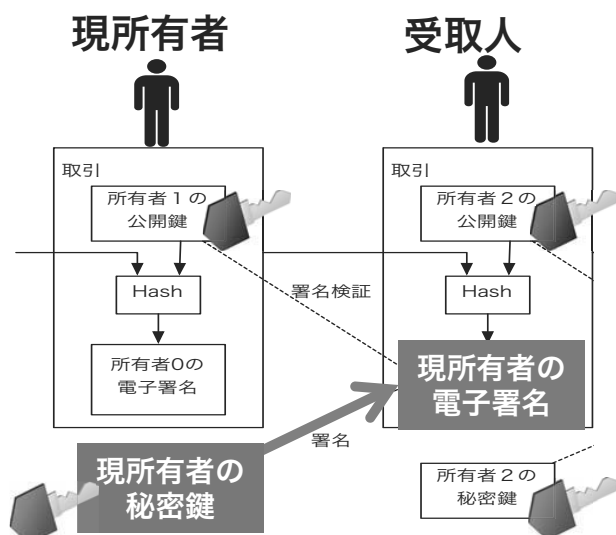 現所有者
受取人
取引
所有者1の
公開鍵
Hash
所有者0の
電子署名
署名検証
取引
所有者2の
公開鍵
Hash
現所有者の
電子署名
署名
現所有者の
秘密鍵
所有者2の
秘密鍵